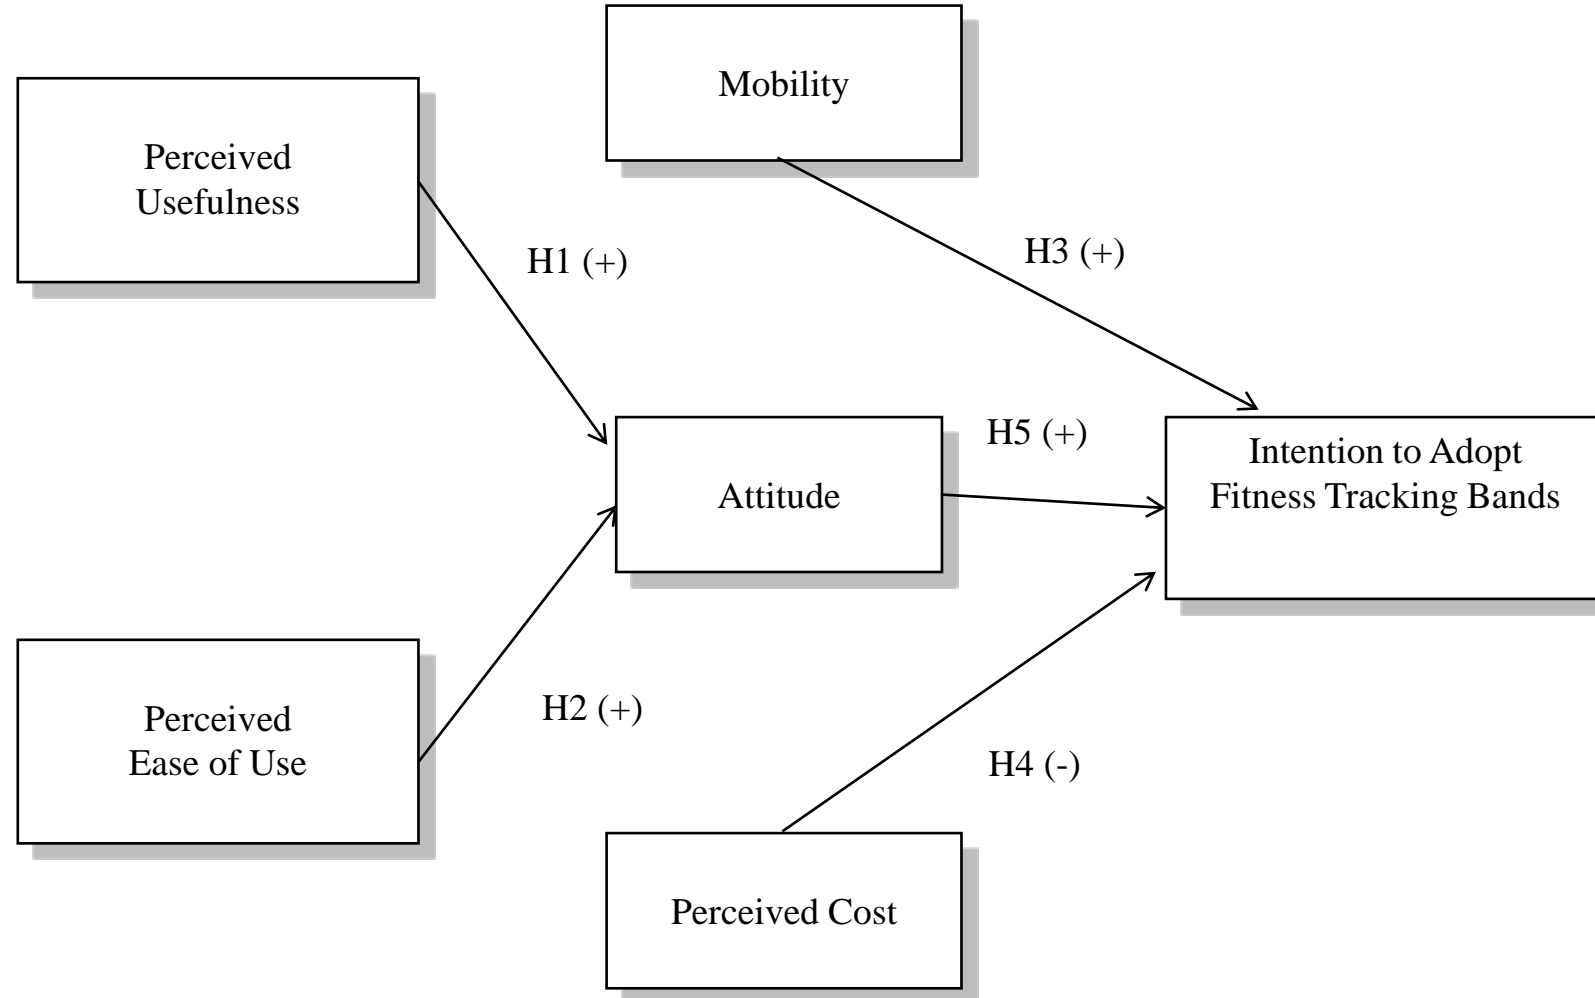 Mobility
Perceived
Usefulness
H1 (+)
H3 (+)
H5 (+)
Attitude
Intention to Adopt
Fitness Tracking Bands
H2 (+)
Perceived
Ease of Use
H4 (-)
Perceived Cost